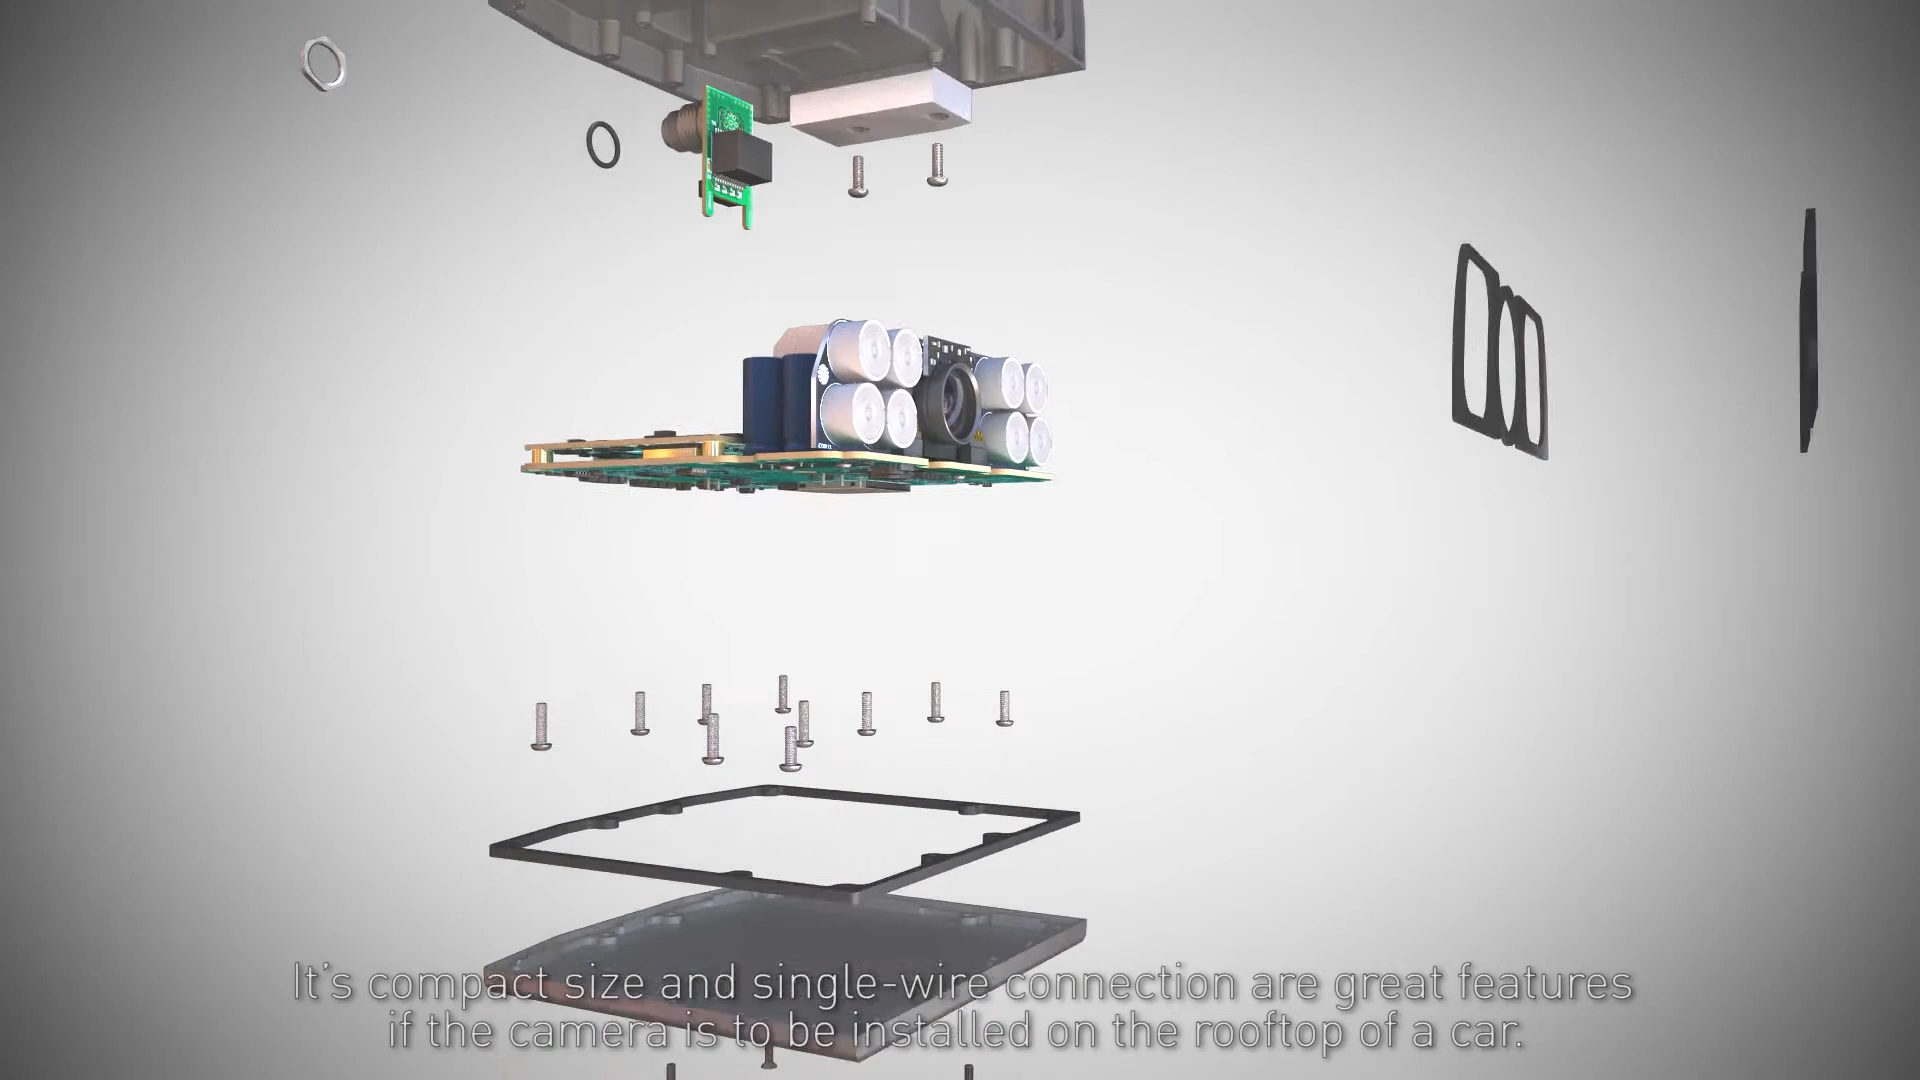 It's compact size and single-wire connection are great features
if the camera is to be installed on the rooftop of a car.